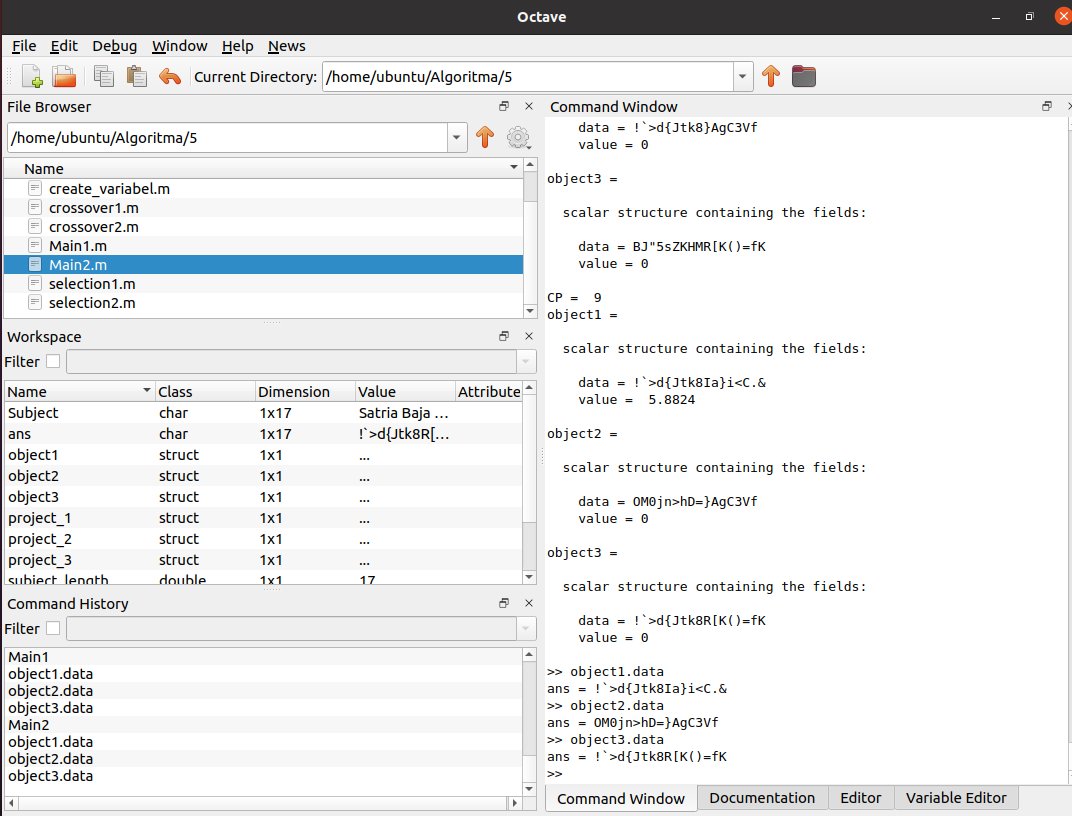 Octave
File Edit Debug Window Help News
Current Directory: /home/ubuntu/Algoritma/5
File Browser
/home/ubuntu/Algoritma/5
Name
create_variabel.m
crossover1.m
crossover2.m
Main1.m
Main2.m
selection1.m
selection2.m
Workspace
Filter
Name Class Dimension Value Attribute
Subject char 1x17 Satria Baja ...
ans char 1x17 !`>d{Jtk8R[...
object1 struct 1x1 ...
object2 struct 1x1 ...
object3 struct 1x1 ...
project_1 struct 1x1 ...
project_2 struct 1x1 ...
project_3 struct 1x1 ...
subject_length double 1x1 17
Command History
Filter
Main1
object1.data
object2.data
object3.data
Main2
object1.data
object2.data
object3.data
Command Window
data = !`>d{Jtk8}AgC3Vf
value = 0
object3 =
scalar structure containing the fields:
data = BJ"5sZKHMR[K()=fK
value = 0
CP =  9
object1 =
scalar structure containing the fields:
data = !`>d{Jtk8Ia}i<C.&
value =  5.8824
object2 =
scalar structure containing the fields:
data = OM0jn>hD=}AgC3Vf
value = 0
object3 =
scalar structure containing the fields:
data = !`>d{Jtk8R[K()=fK
value = 0
>> object1.data
ans = !`>d{Jtk8Ia}i<C.&
>> object2.data
ans = OM0jn>hD=}AgC3Vf
>> object3.data
ans = !`>d{Jtk8R[K()=fK
>>
Command Window Documentation Editor Variable Editor